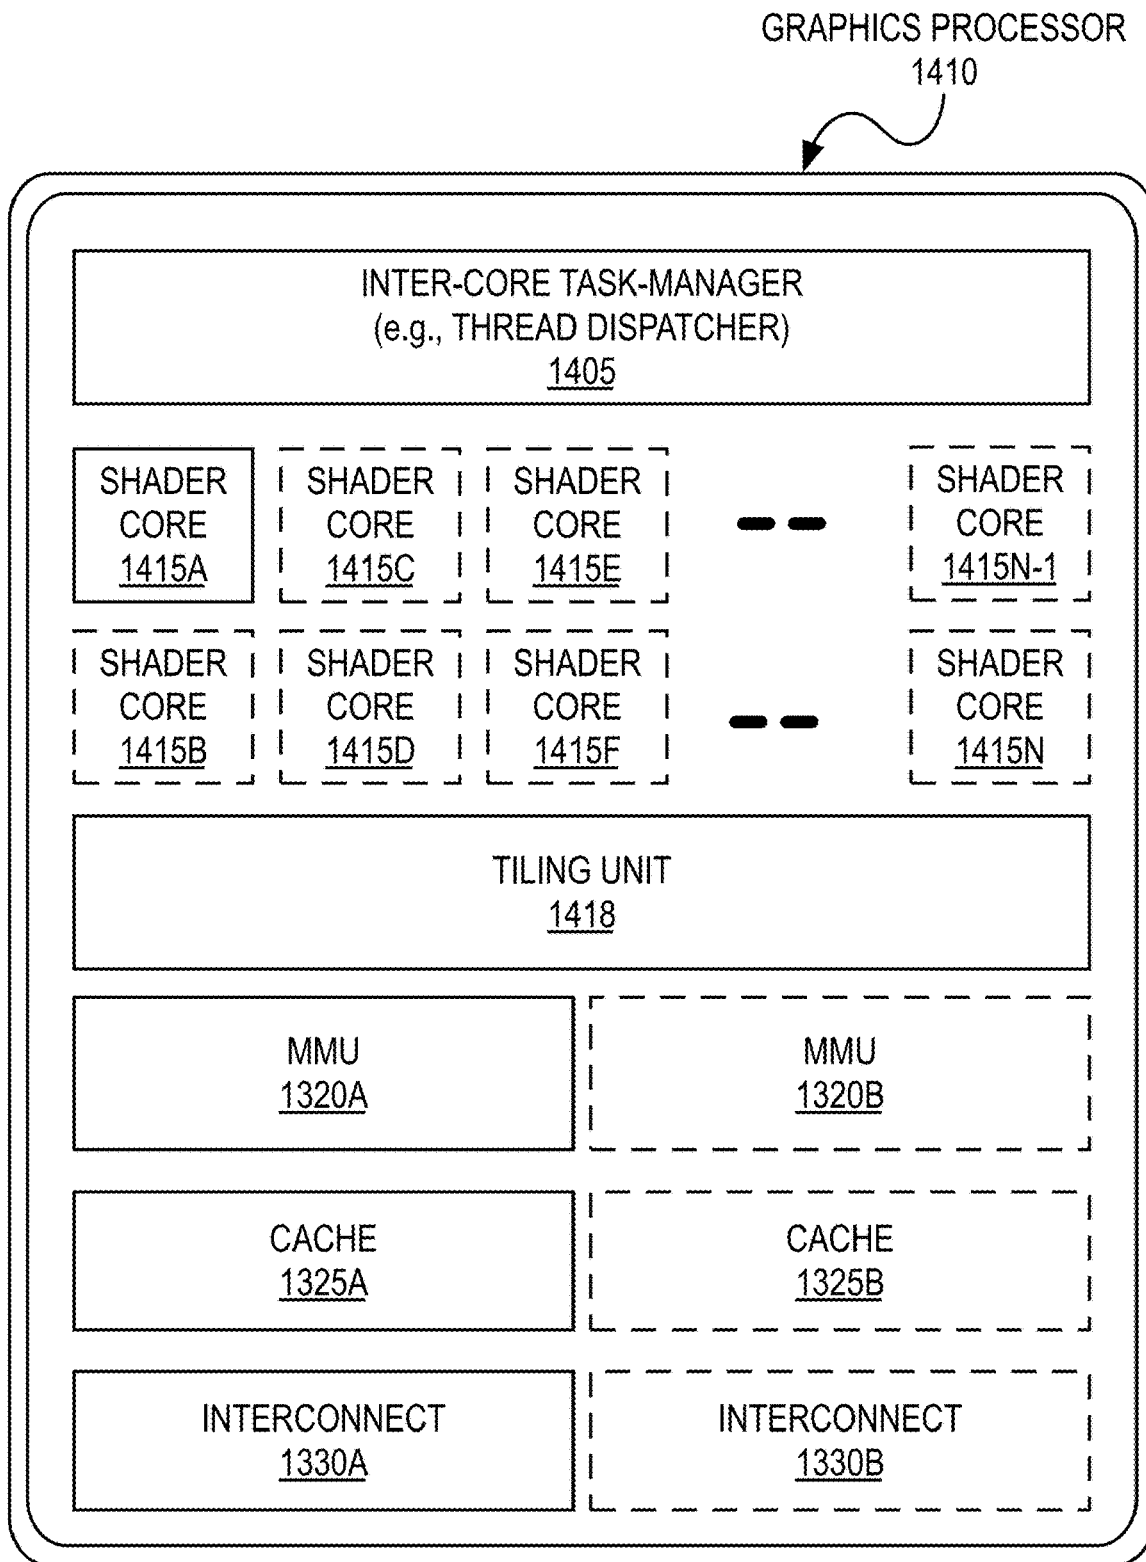 GRAPHICS PROCESSOR
1410
INTER-CORE TASK-MANAGER
(e.g., THREAD DISPATCHER)
1405
SHADER
CORE
1415A
SHADER
CORE
1415C
SHADER
CORE
1415E
SHADER
CORE
1415N-1
SHADER
CORE
1415B
SHADER
CORE
1415D
SHADER
CORE
1415F
SHADER
CORE
1415N
TILING UNIT
1418
MMU
1320A
MMU
1320B
CACHE
1325A
CACHE
1325B
INTERCONNECT
1330A
INTERCONNECT
1330B